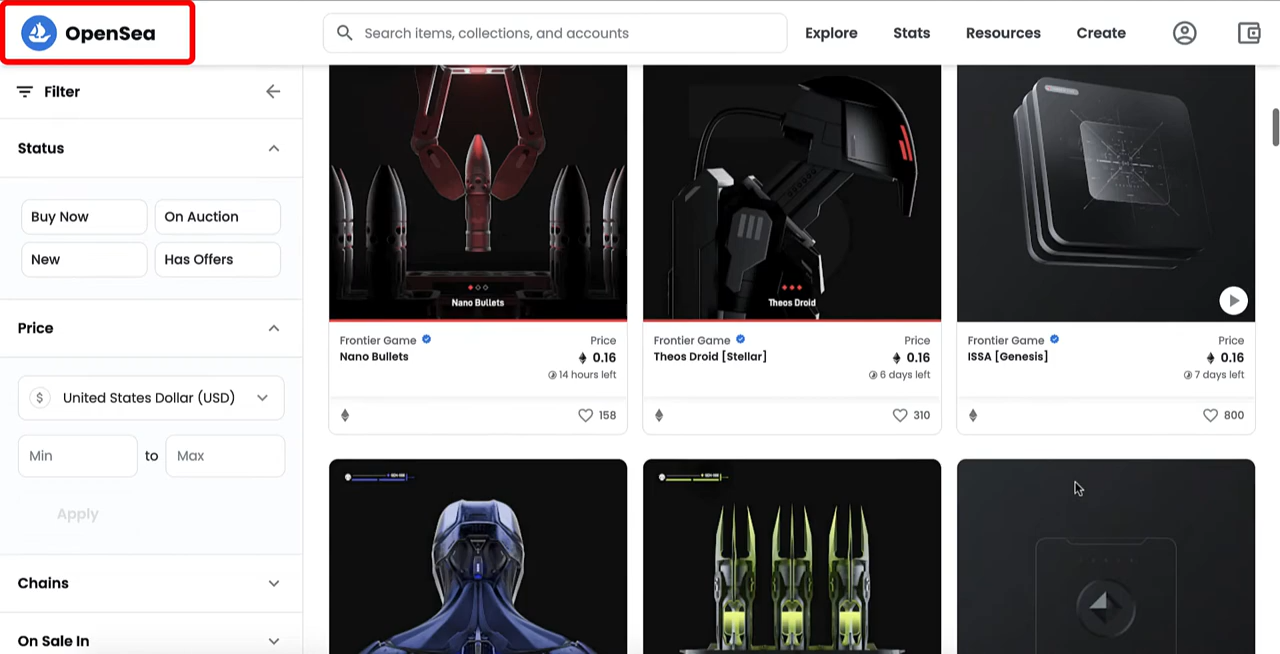 OpenSea
Search items, collections, and accounts
Explore
Stats
Resources
Create
Filter
Status
Buy Now
On Auction
New
Has Offers
Price
$ United States Dollar (USD)
Min
to
Max
Apply
Chains
On Sale In
Nano Bullets
Frontier Game
Price
Nano Bullets
0.16
14 hours left
158
Theos Droid
Frontier Game
Price
Theos Droid [Stellar]
0.16
6 days left
310
Frontier Game
Price
ISSA [Genesis]
0.16
7 days left
800